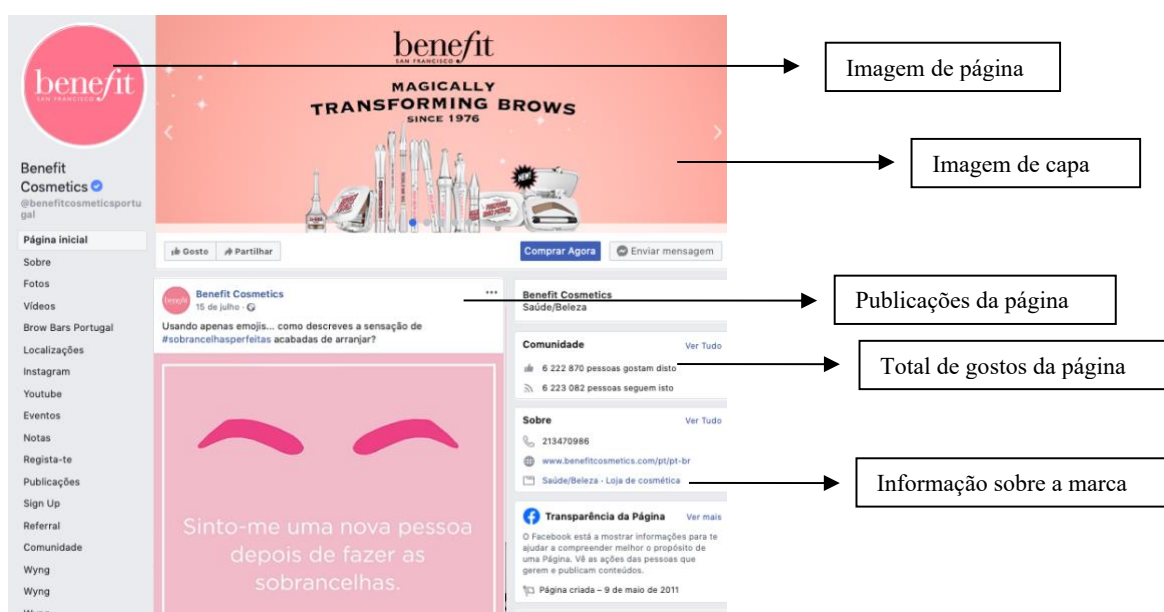 benefit
SAN FRANCISCO
Benefit
Cosmetics
@benefitcosmeticsportu
gal
Página inicial
Sobre
Fotos
Vídeos
Brow Bars Portugal
Localizações
Instagram
Youtube
Eventos
Notas
Regista-te
Publicações
Sign Up
Referral
Comunidade
Wyng
Wyng
benefit
SAN FRANCISCO
MAGICALLY
TRANSFORMING BROWS
SINCE 1976
NEW!
Gosto
Partilhar
Comprar Agora
Enviar mensagem
benefit
Benefit Cosmetics
15 de julho
Usando apenas emojis... como descreves a sensação de
#sobrancelhasperfeitas acabadas de arranjar?
Sinto-me uma nova pessoa
depois de fazer as
sobrancelhas.
Benefit Cosmetics
Saúde/Beleza
Comunidade Ver Tudo
6 222 870 pessoas gostam disto
6 223 082 pessoas seguem isto
Sobre Ver Tudo
213470986
www.benefitcosmetics.com/pt/pt-br
Saúde/Beleza · Loja de cosmética
Transparência da Página Ver mais
O Facebook está a mostrar informações para te
ajudar a compreender melhor o propósito de
uma Página. Vê as ações das pessoas que
gerem e publicam conteúdos.
Página criada – 9 de maio de 2011
Imagem de página
Imagem de capa
Publicações da página
Total de gostos da página
Informação sobre a marca